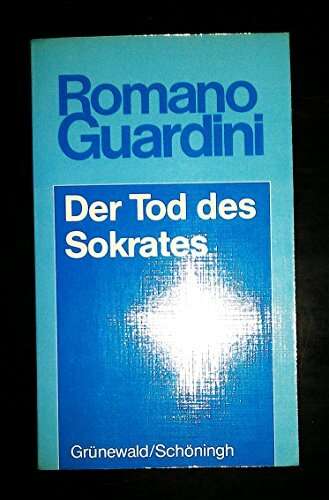 Romano
Guardini
Der Tod des
Sokrates
Grünewald/Schöningh